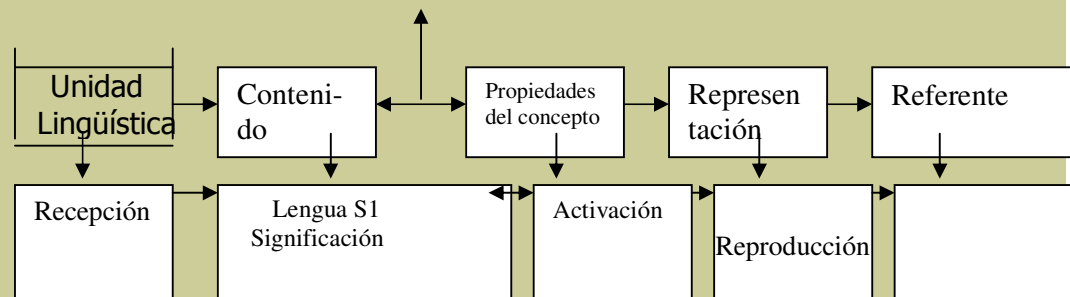 Unidad
Lingüística
Conteni-
do
Propiedades
del concepto
Represen
tación
Referente
Recepción
Lengua S1
Significación
Activación
Reproducción